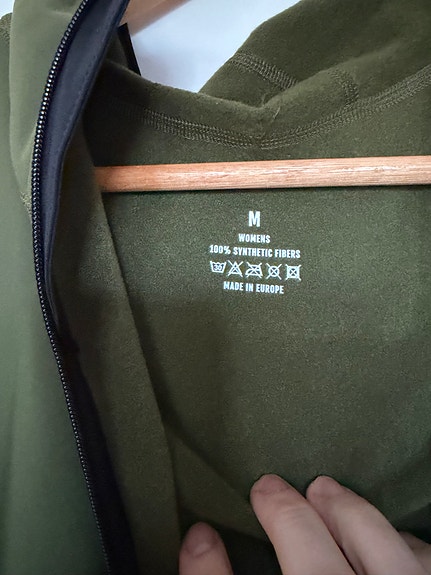 M
WOMENS
100% SYNTHETIC FIBERS
MADE IN EUROPE